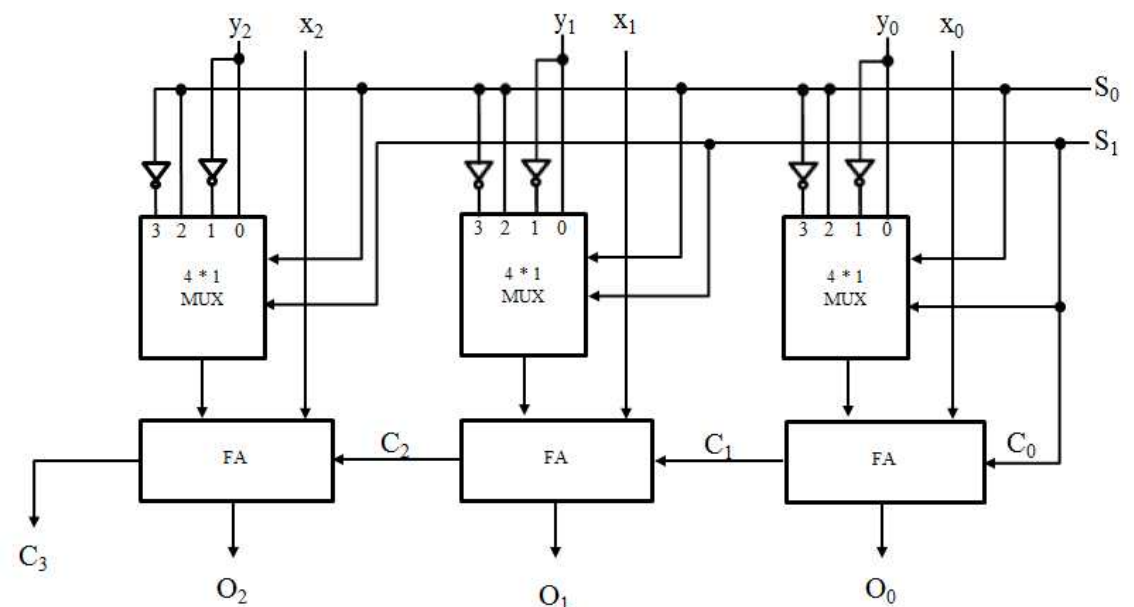 y₂ x₂ y₁ x₁ y₀ x₀
S₀
S₁
3 2 1 0 3 2 1 0 3 2 1 0
4 * 1 4 * 1 4 * 1
MUX MUX MUX
C₂ C₁ C₀
FA FA FA
C₃
O₂ O₁ O₀